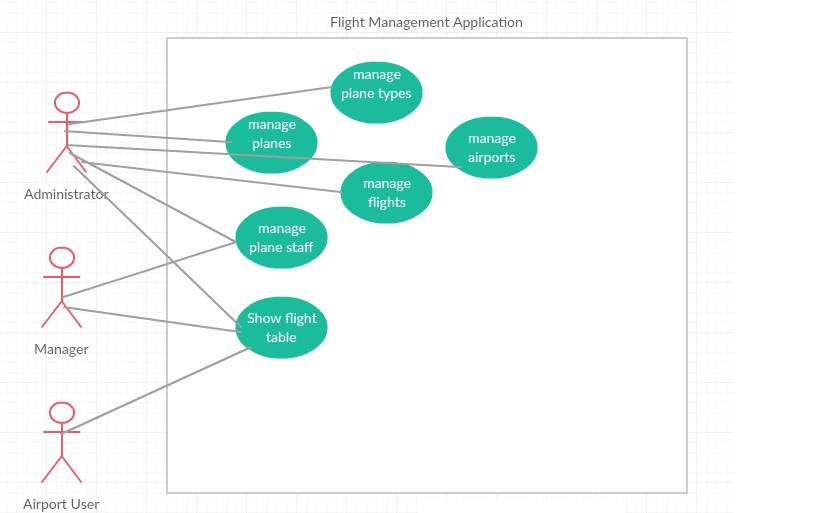 Flight Management Application
manage
plane types
manage
planes
manage
airports
Administrator
manage
flights
manage
plane staff
Manager
Show flight
table
Airport User